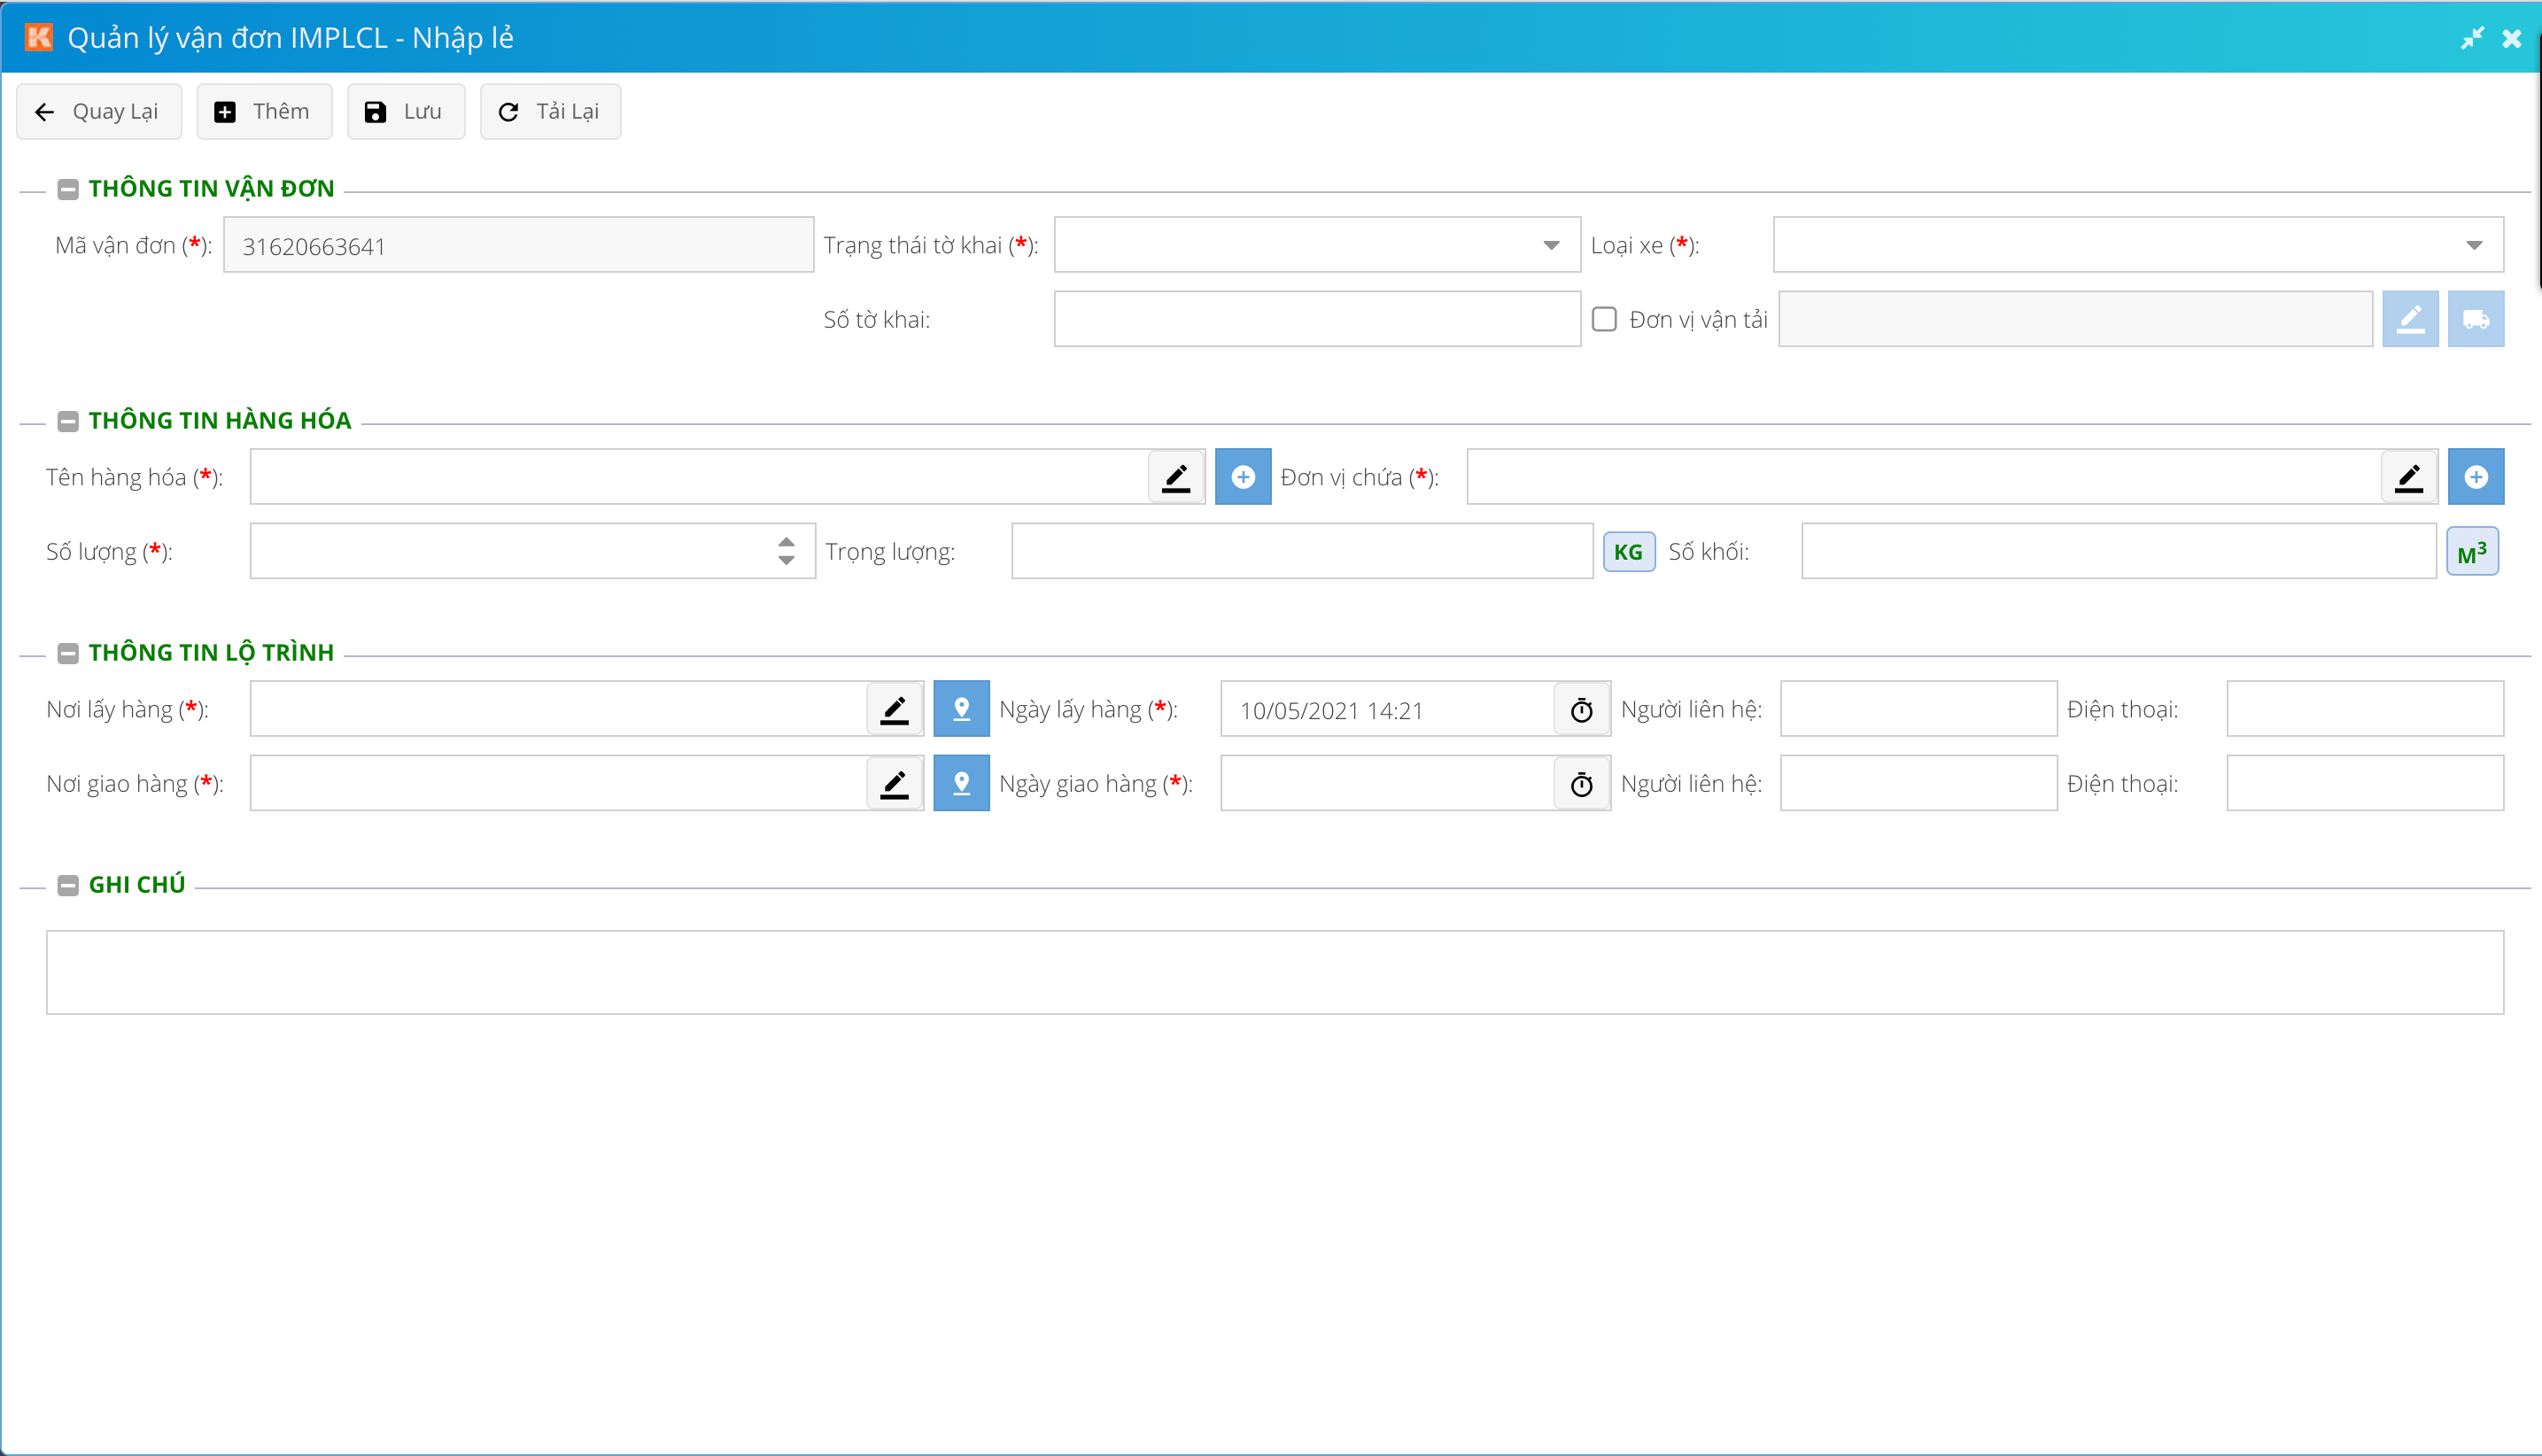 Quản lý vận đơn IMPLCL - Nhập lẻ
Quay Lại Thêm Lưu Tải Lại
THÔNG TIN VẬN ĐƠN
Mã vận đơn (*): 31620663641 Trạng thái tờ khai (*): Loại xe (*):
Số tờ khai: Đơn vị vận tải
THÔNG TIN HÀNG HÓA
Tên hàng hóa (*): Đơn vị chứa (*):
Số lượng (*): Trọng lượng: KG Số khối: M³
THÔNG TIN LỘ TRÌNH
Nơi lấy hàng (*): Ngày lấy hàng (*): 10/05/2021 14:21 Người liên hệ: Điện thoại:
Nơi giao hàng (*): Ngày giao hàng (*): Người liên hệ: Điện thoại:
GHI CHÚ